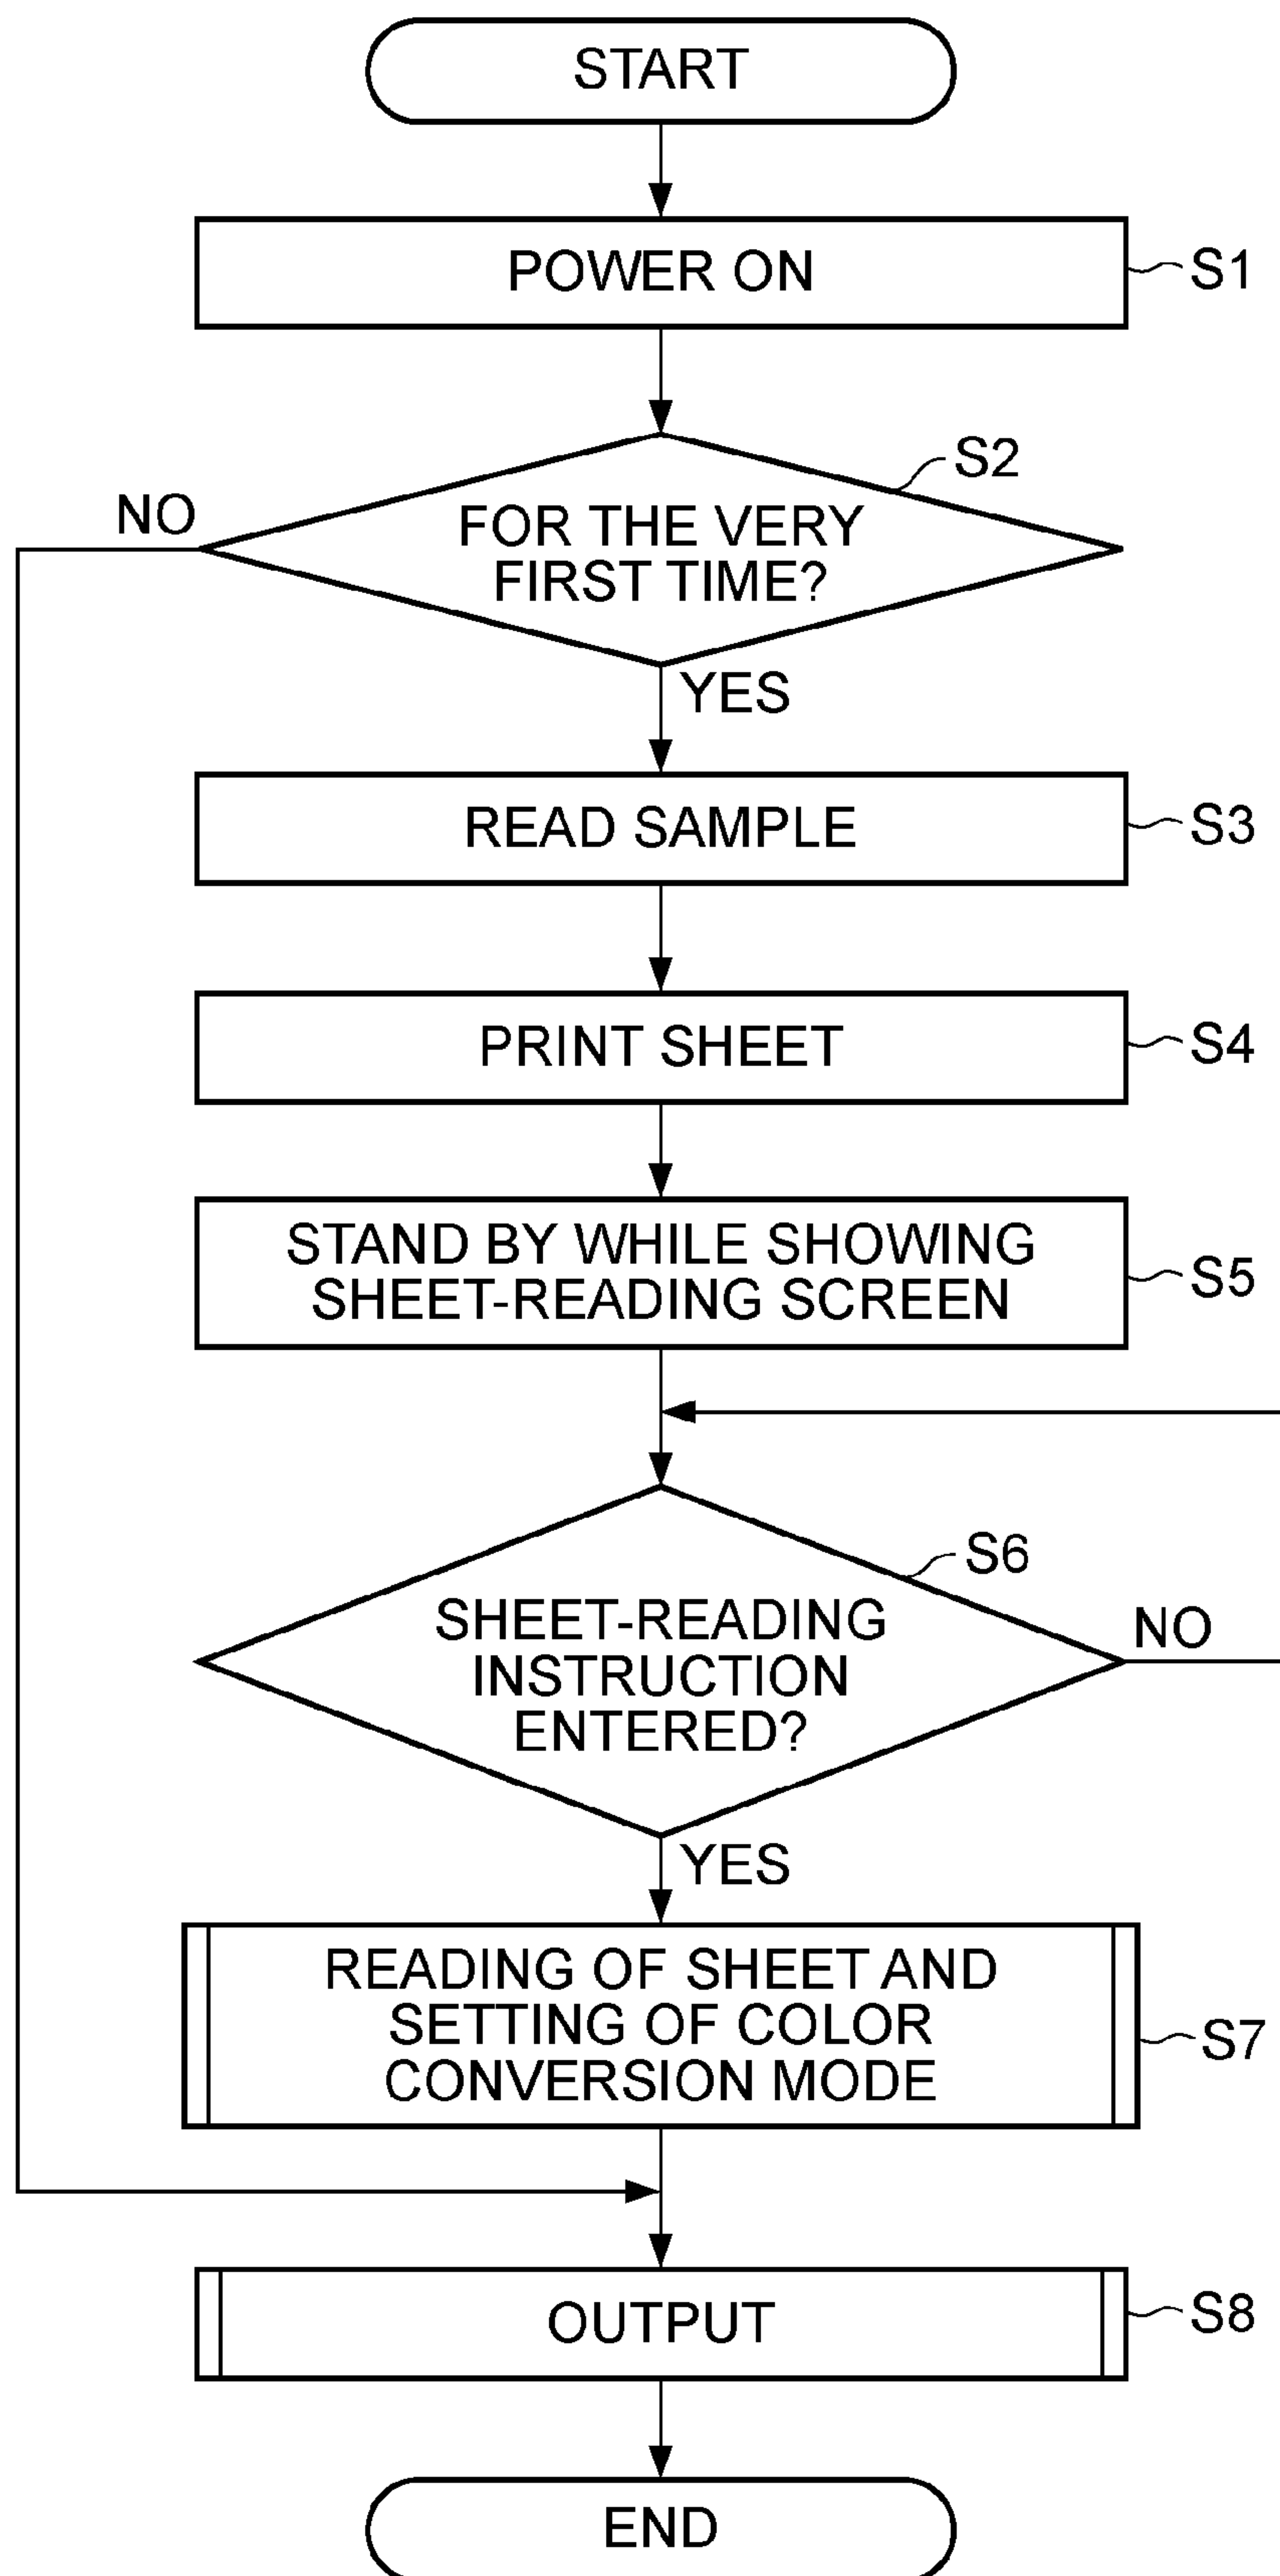 START
POWER ON
S1
S2
NO
FOR THE VERY
FIRST TIME?
YES
READ SAMPLE
S3
PRINT SHEET
S4
STAND BY WHILE SHOWING
SHEET-READING SCREEN
S5
S6
SHEET-READING
INSTRUCTION
ENTERED?
NO
YES
READING OF SHEET AND
SETTING OF COLOR
CONVERSION MODE
S7
OUTPUT
S8
END